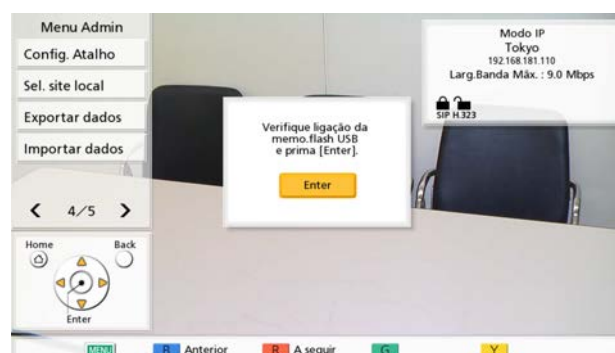 Menu Admin
Config. Atalho
Sel. site local
Exportar dados
Importar dados
4/5
Home
Back
Enter
Modo IP
Tokyo
192.168.181.110
Larg.Banda Máx. : 9.0 Mbps
SIP H.323
Verifique ligação da
memo.flash USB
e prima [Enter].
Enter
MENU
B Anterior
R A seguir
G
Y